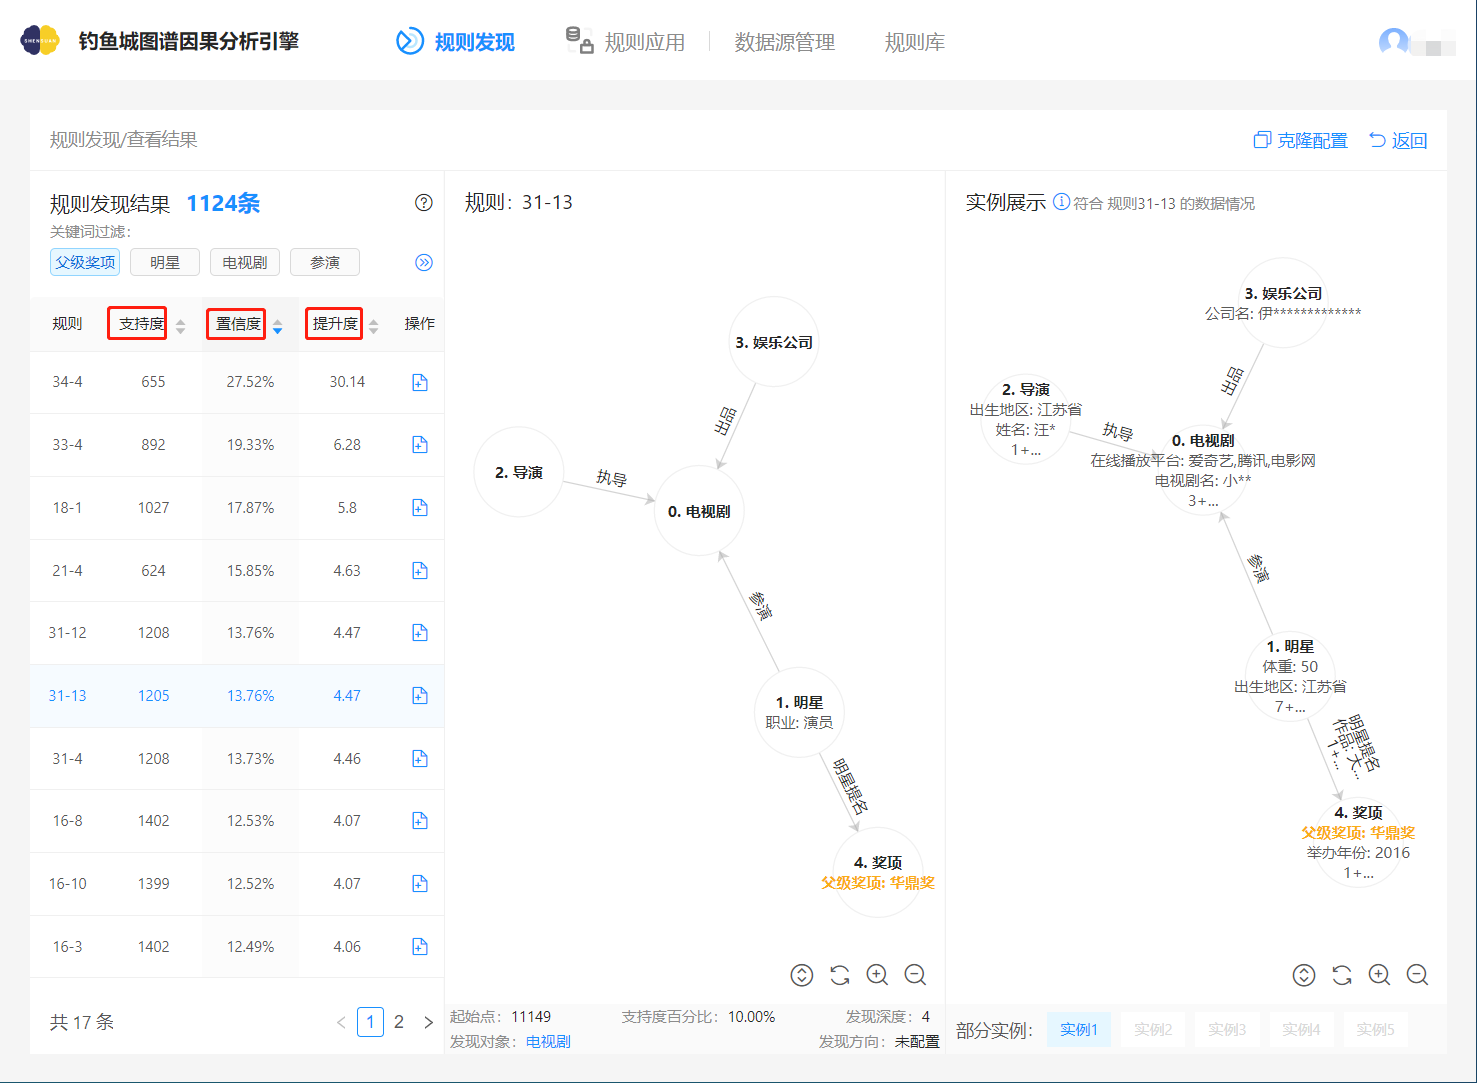 钓鱼城图谱因果分析引擎
规则发现
规则应用
数据源管理
规则库
规则发现/查看结果
克隆配置
返回
规则发现结果 1124条
关键词过滤:
父级奖项 明星 电视剧 参演
规则 支持度 置信度 提升度 操作
34-4 655 27.52% 30.14
33-4 892 19.33% 6.28
18-1 1027 17.87% 5.8
21-4 624 15.85% 4.63
31-12 1208 13.76% 4.47
31-13 1205 13.76% 4.47
31-4 1208 13.73% 4.46
16-8 1402 12.53% 4.07
16-10 1399 12.52% 4.07
16-3 1402 12.49% 4.06
共 17 条
< 1 2 >
规则：31-13
3. 娱乐公司
出品
2. 导演
执导
0. 电视剧
参演
1. 明星
职业: 演员
明星提名
4. 奖项
父级奖项: 华鼎奖
起始点： 11149 支持度百分比： 10.00% 发现深度： 4
发现对象： 电视剧 发现方向： 未配置
实例展示 符合 规则31-13 的数据情况
3. 娱乐公司
公司名: 伊*************
出品
2. 导演
出生地区: 江苏省
姓名: 汪*
1+...
执导
0. 电视剧
在线播放平台: 爱奇艺,腾讯,电影网
电视剧名: 小**
3+...
参演
1. 明星
体重: 50
出生地区: 江苏省
7+...
明星提名
作品: 大...
1+...
4. 奖项
父级奖项: 华鼎奖
举办年份: 2016
1+...
部分实例： 实例1 实例2 实例3 实例4 实例5